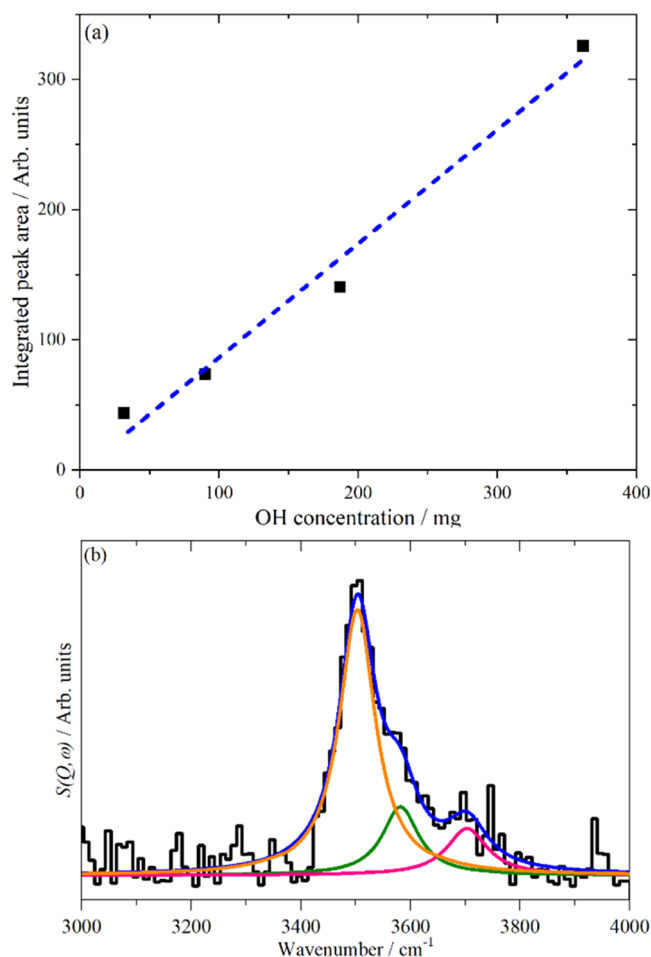 (a)
Integrated peak area / Arb. units
300
200
100
0
0 100 200 300 400
OH concentration / mg
(b)
S(Q,ω) / Arb. units
3000 3200 3400 3600 3800 4000
Wavenumber / cm⁻¹